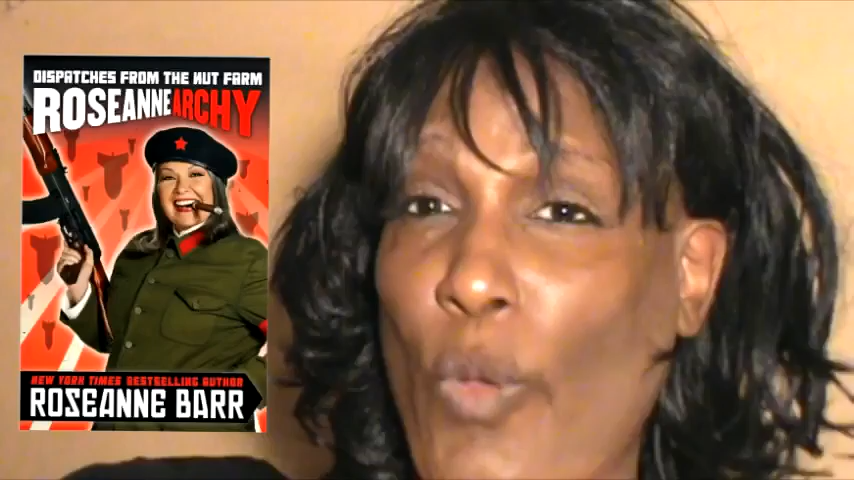 DISPATCHES FROM THE NUT FARM
ROSEANNEARCHY
NEW YORK TIMES BESTSELLING AUTHOR
ROSEANNE BARR